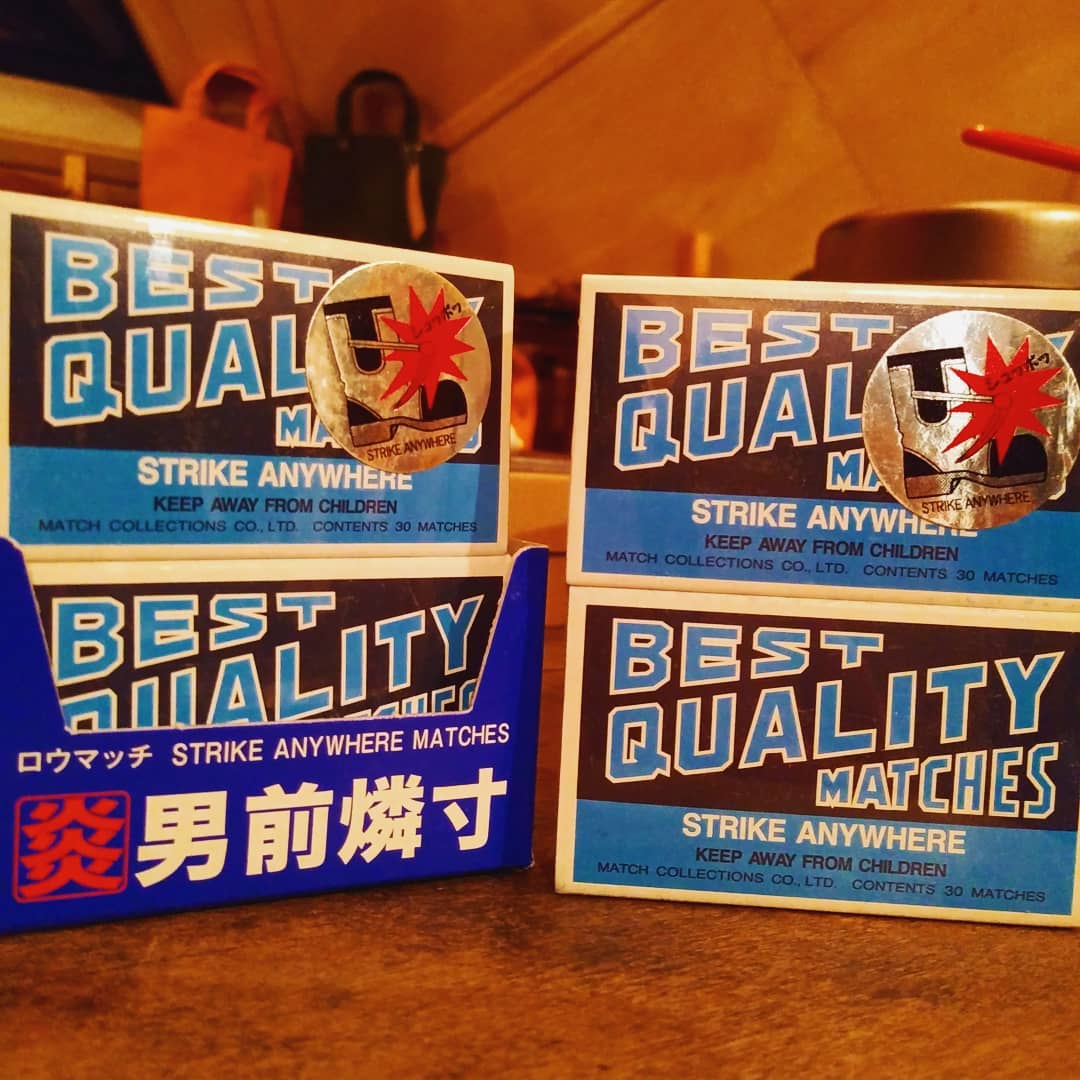 BEST
QUAL
MA
シュッボッ
STRIKE ANYWHERE
STRIKE ANYWHERE
KEEP AWAY FROM CHILDREN
MATCH COLLECTIONS CO., LTD. CONTENTS 30 MATCHES
BEST
QUALITY
MATCHES
ロウマッチ STRIKE ANYWHERE MATCHES
炎 男前燐寸
BEST
QUAL
MA
シュッボッ
STRIKE ANYWHERE
STRIKE ANYWHERE
KEEP AWAY FROM CHILDREN
MATCH COLLECTIONS CO., LTD. CONTENTS 30 MATCHES
BEST
QUALITY
MATCHES
STRIKE ANYWHERE
KEEP AWAY FROM CHILDREN
MATCH COLLECTIONS CO., LTD. CONTENTS 30 MATCHES